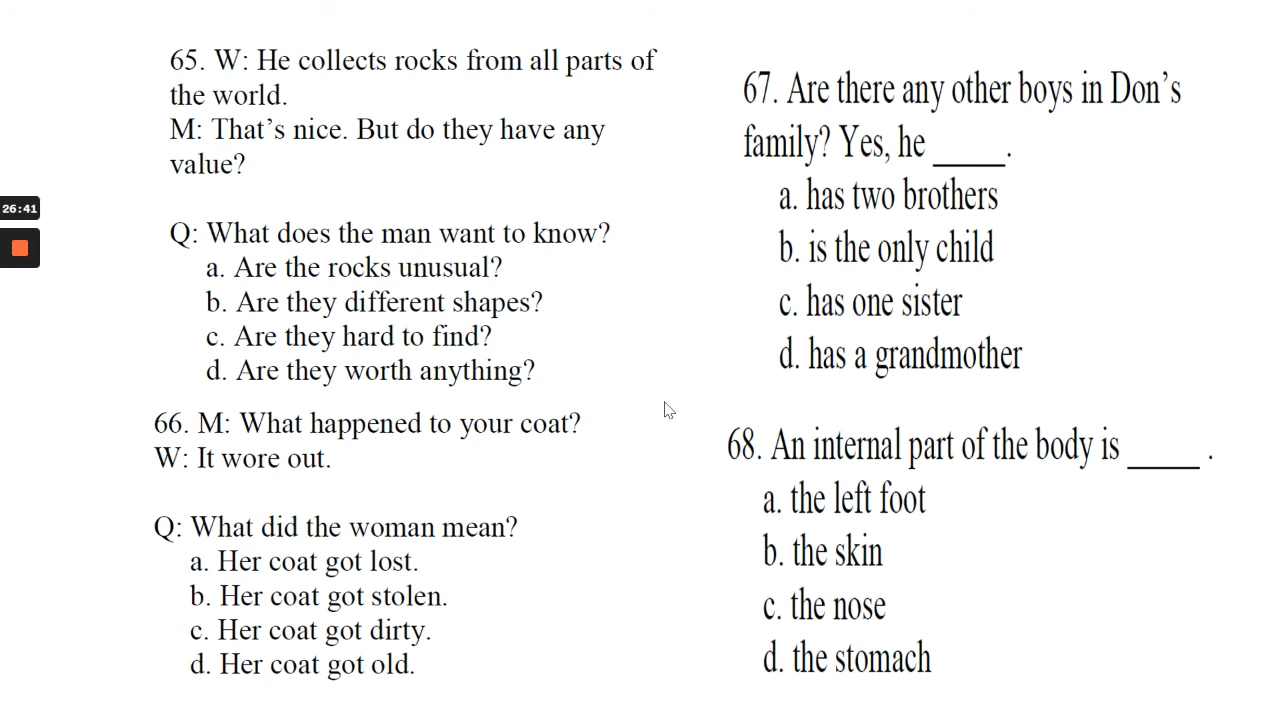 65. W: He collects rocks from all parts of
the world.
M: That’s nice. But do they have any
value?
Q: What does the man want to know?
a. Are the rocks unusual?
b. Are they different shapes?
c. Are they hard to find?
d. Are they worth anything?
66. M: What happened to your coat?
W: It wore out.
Q: What did the woman mean?
a. Her coat got lost.
b. Her coat got stolen.
c. Her coat got dirty.
d. Her coat got old.
67. Are there any other boys in Don’s
family? Yes, he _____.
a. has two brothers
b. is the only child
c. has one sister
d. has a grandmother
68. An internal part of the body is _____ .
a. the left foot
b. the skin
c. the nose
d. the stomach
26:41